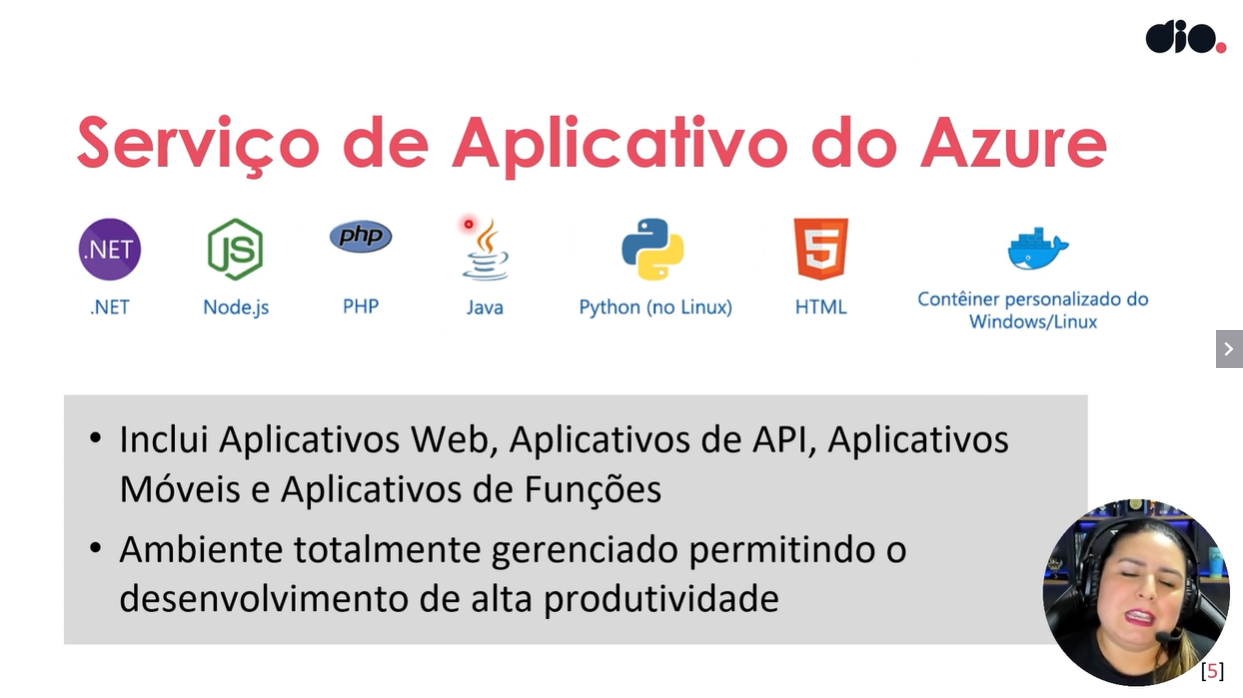 dio.
Serviço de Aplicativo do Azure
.NET
JS
php
5
.NET
Node.js
PHP
Java
Python (no Linux)
HTML
Contêiner personalizado do
Windows/Linux
• Inclui Aplicativos Web, Aplicativos de API, Aplicativos
Móveis e Aplicativos de Funções
• Ambiente totalmente gerenciado permitindo o
desenvolvimento de alta produtividade
[5]